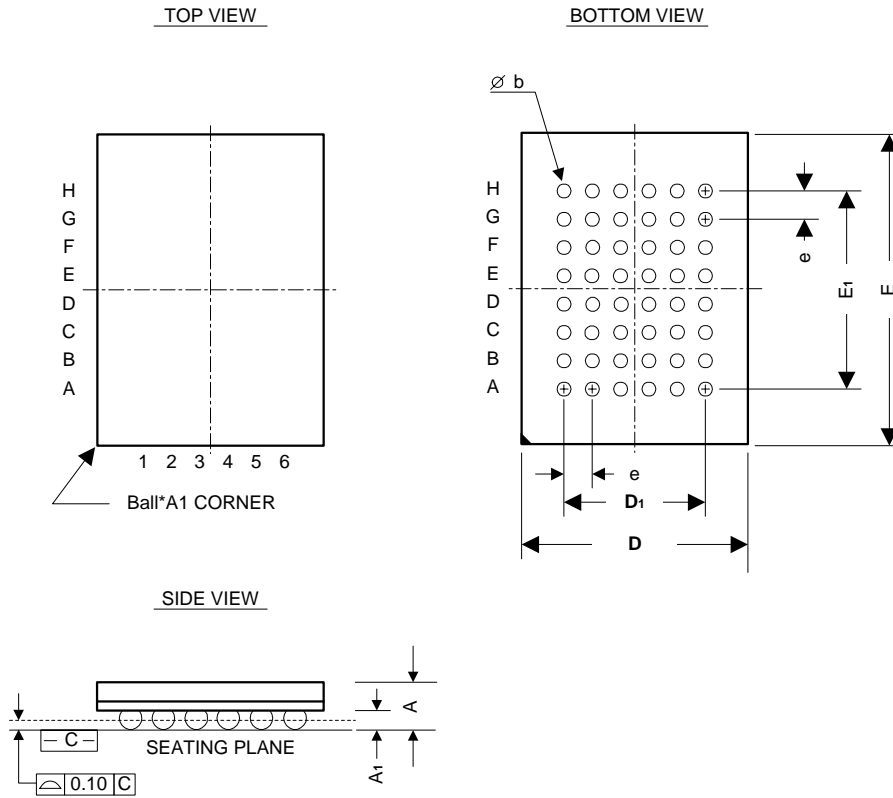 TOP VIEW
BOTTOM VIEW
∅ b
H
G
F
E
D
C
B
A
H
G
F
E
D
C
B
A
e
E1
E
1 2 3 4 5 6
Ball*A1 CORNER
e
D1
D
SIDE VIEW
A
A1
C
SEATING PLANE
⌓ 0.10 C